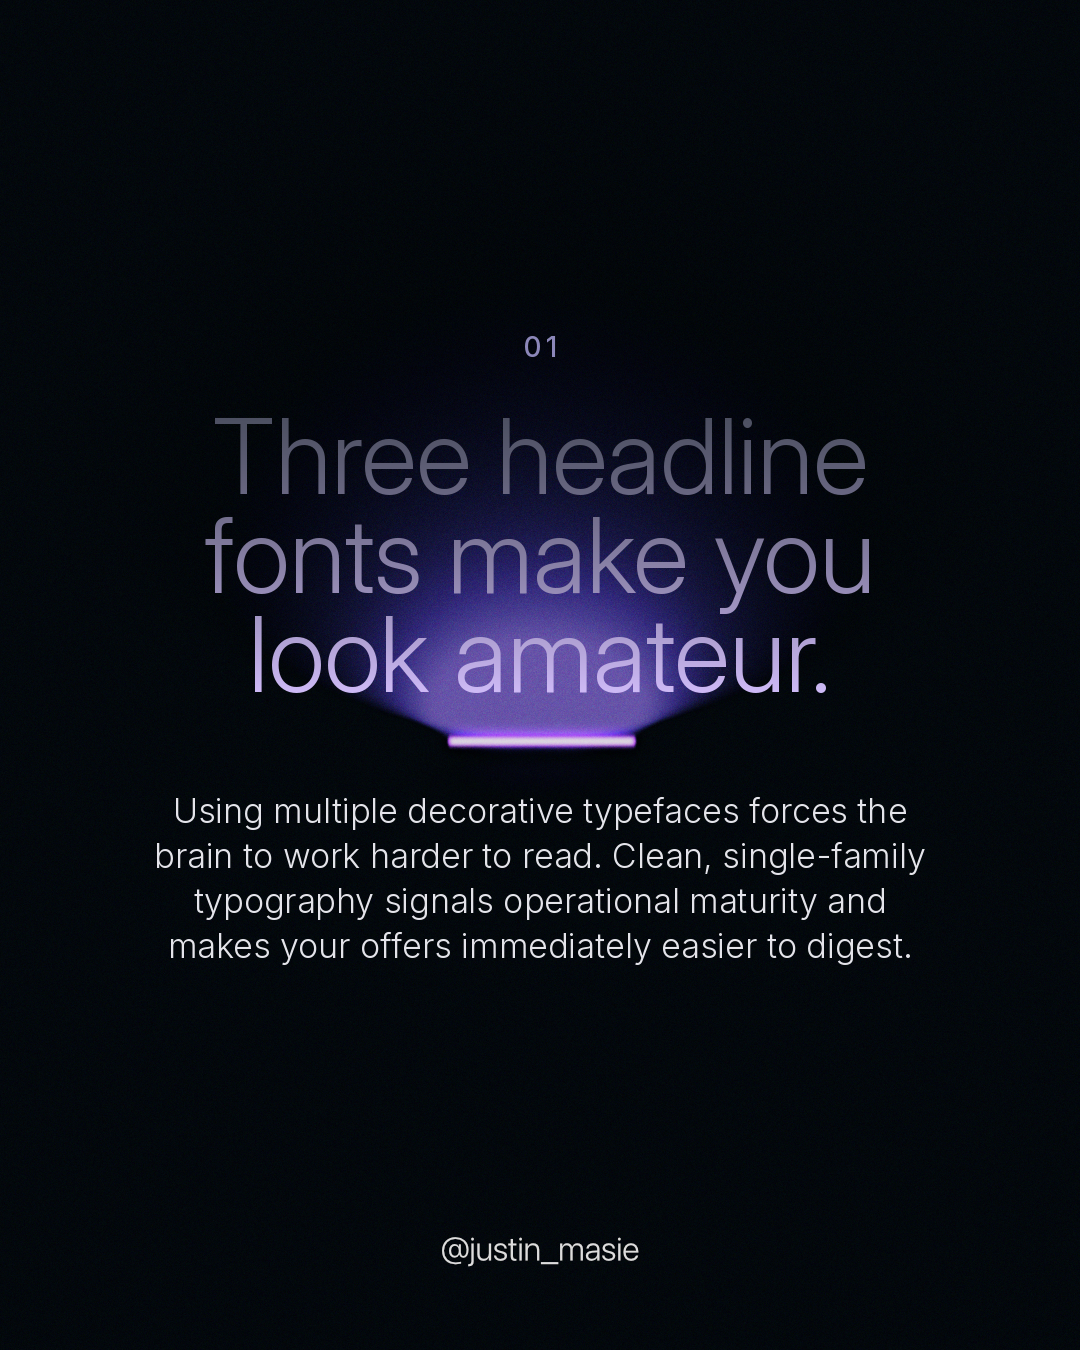 01
Three headline
fonts make you
look amateur.
Using multiple decorative typefaces forces the
brain to work harder to read. Clean, single-family
typography signals operational maturity and
makes your offers immediately easier to digest.
@justin_masie